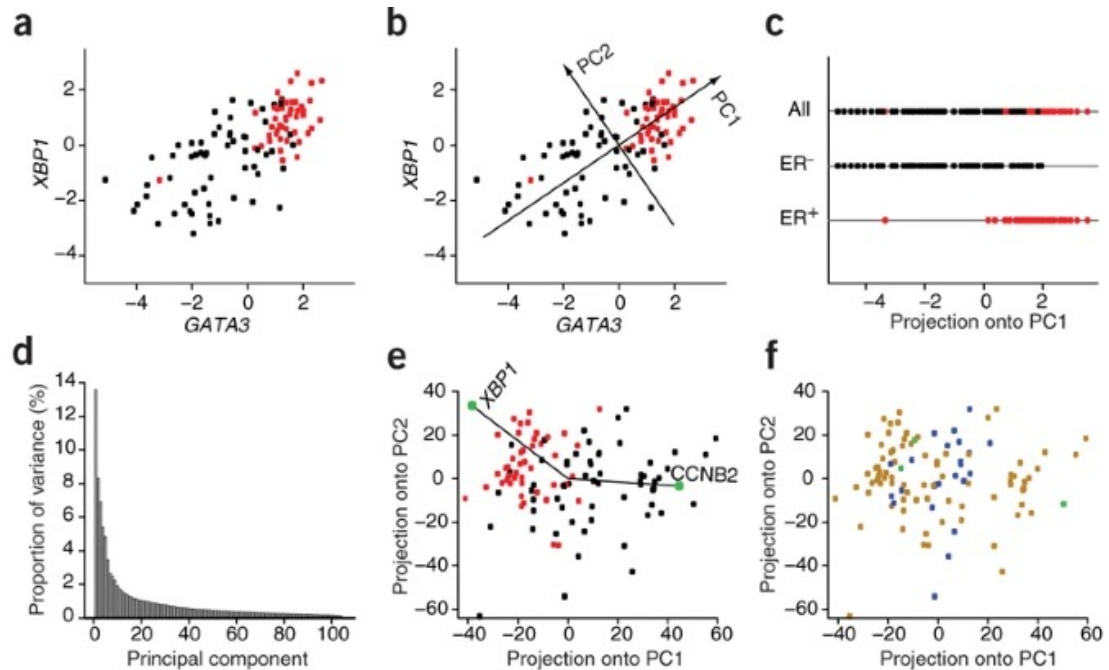 a
XBP1
2
0
−2
−4
−4 −2 0 2
GATA3
b
XBP1
2
0
−2
−4
PC2
PC1
−4 −2 0 2
GATA3
c
All
ER⁻
ER⁺
−4 −2 0 2
Projection onto PC1
d
Proportion of variance (%)
14
12
10
8
6
4
2
0
0 20 40 60 80 100
Principal component
e
Projection onto PC2
40
20
0
−20
−40
−60
XBP1
CCNB2
−40 −20 0 20 40 60
Projection onto PC1
f
Projection onto PC2
40
20
0
−20
−40
−60
−40 −20 0 20 40 60
Projection onto PC1